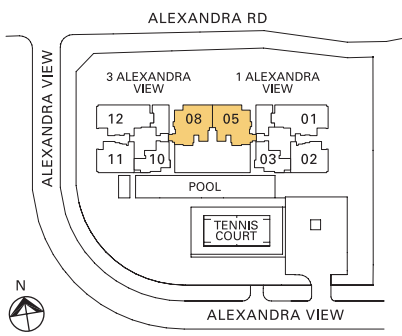 ALEXANDRA RD
ALEXANDRA VIEW
3 ALEXANDRA
VIEW
1 ALEXANDRA
VIEW
12
08
05
01
11
10
03
02
POOL
TENNIS
COURT
N
ALEXANDRA VIEW